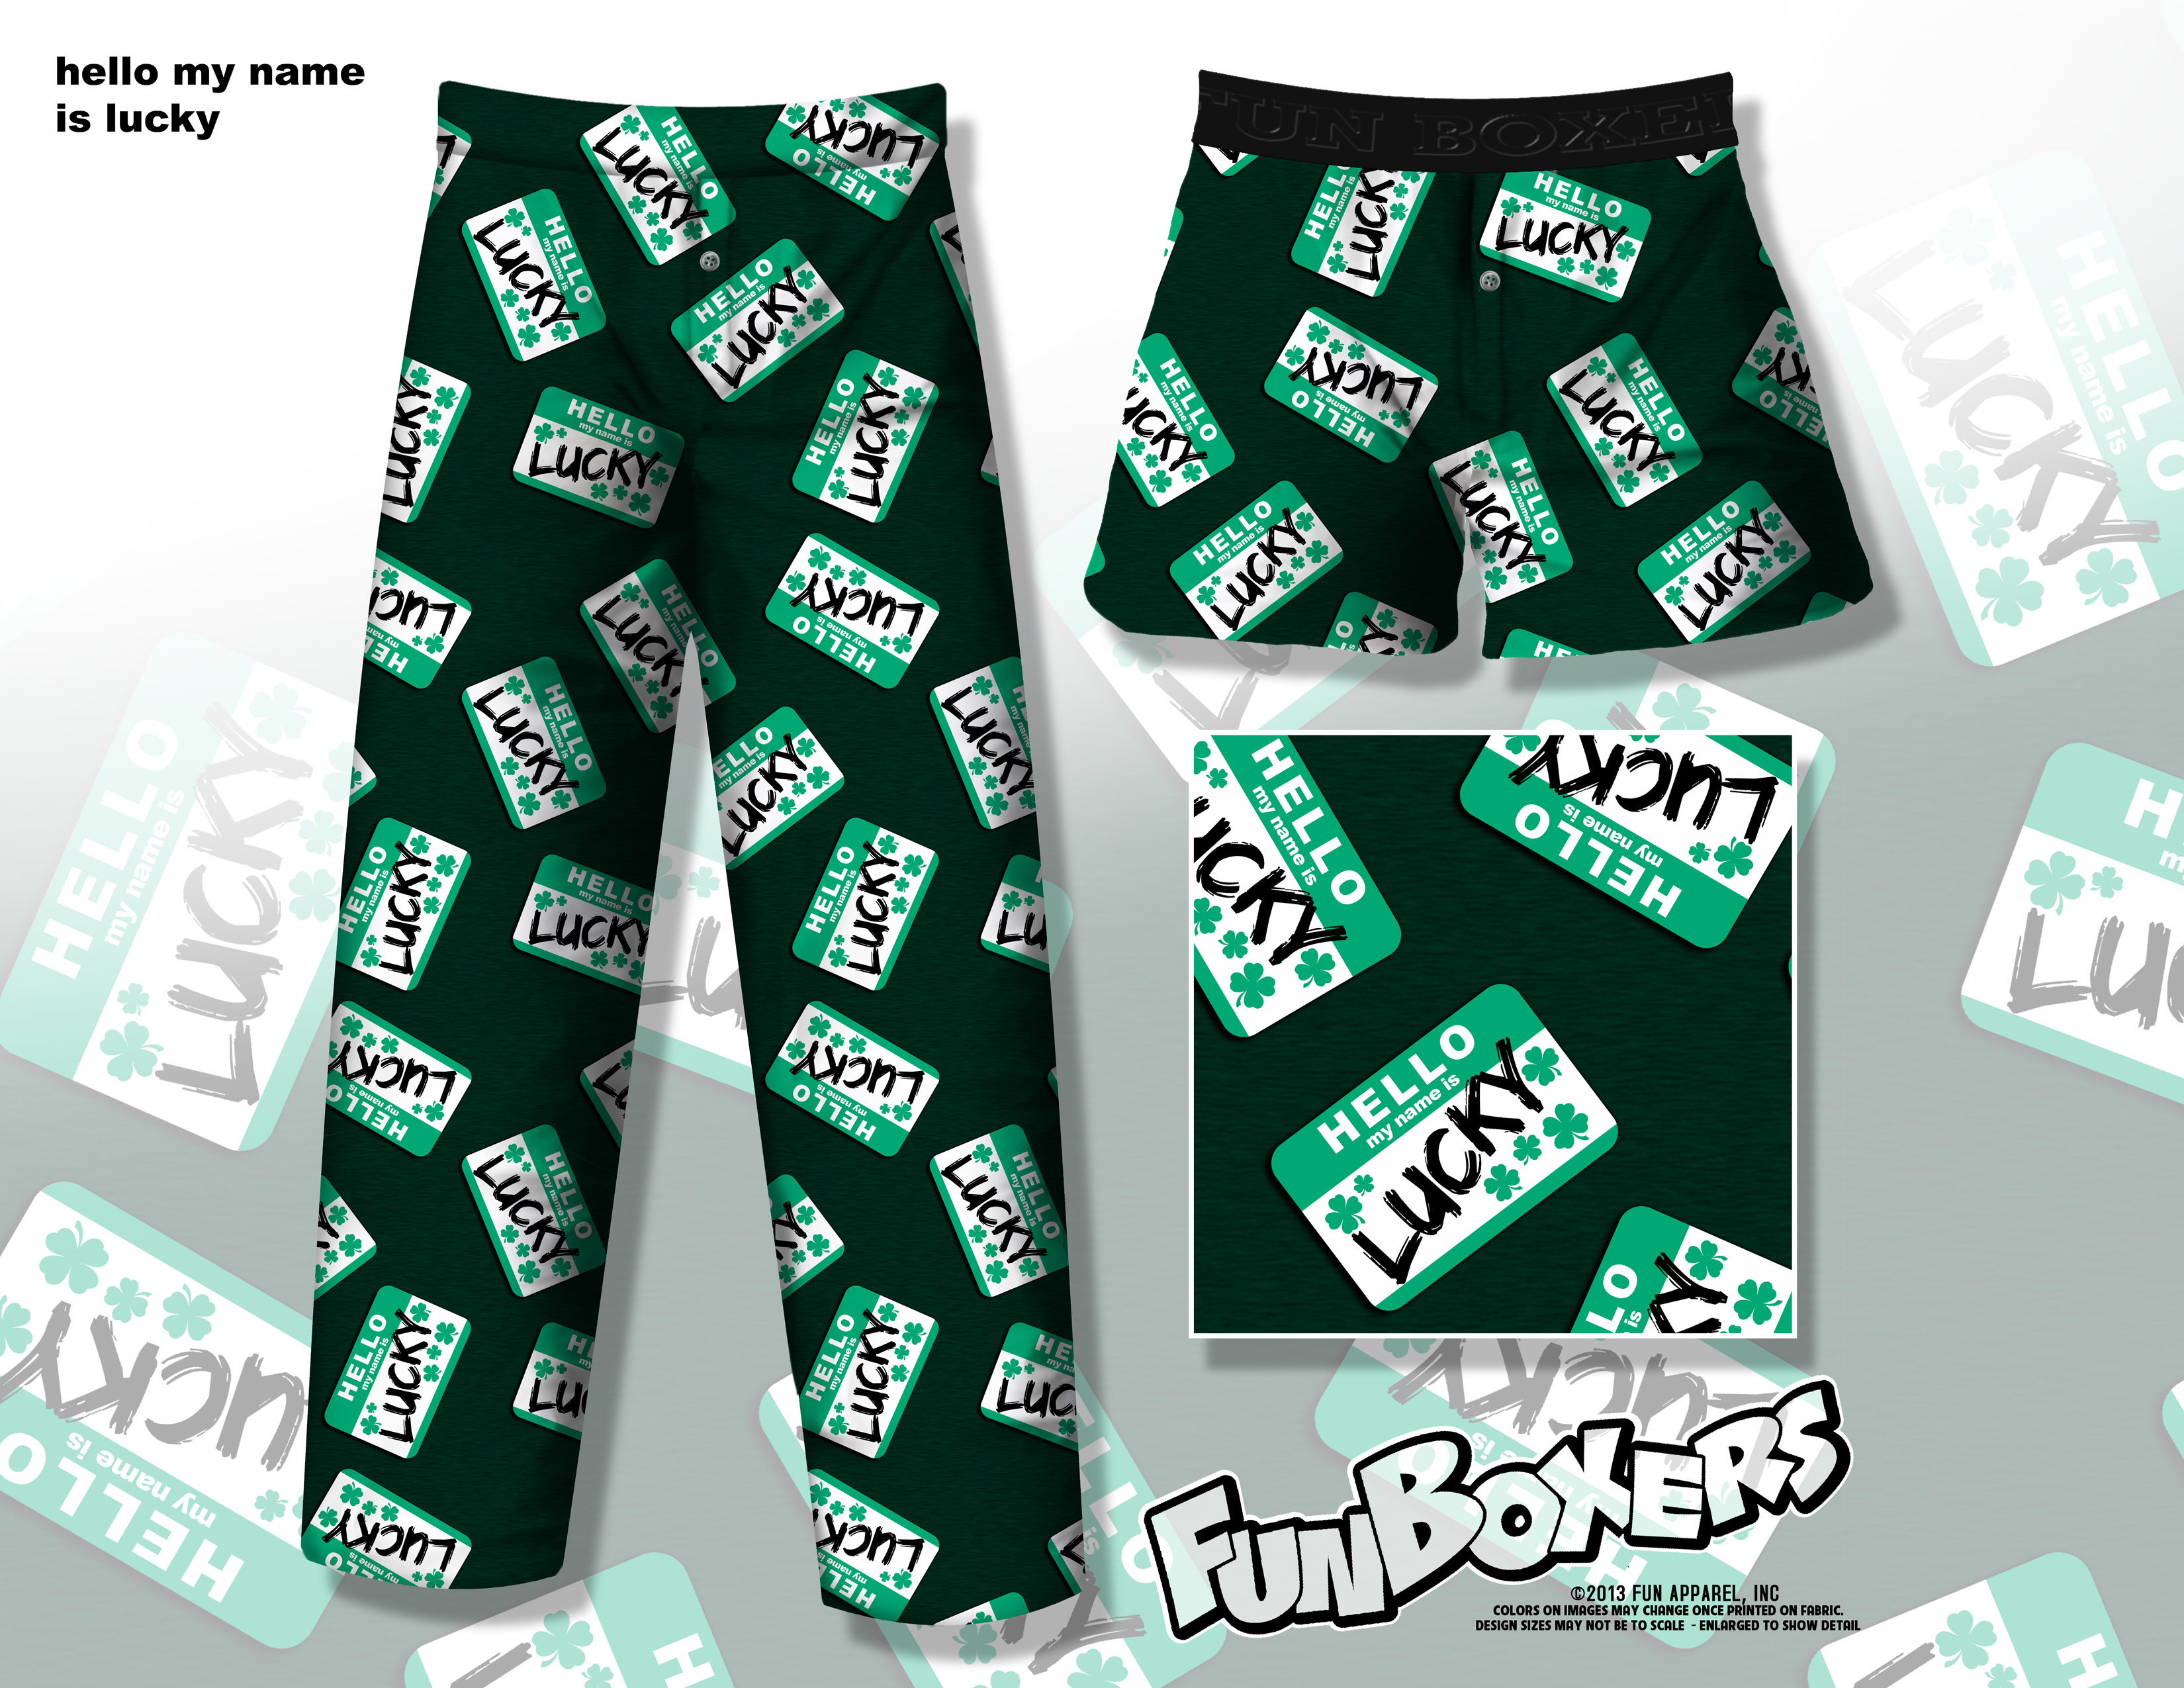 hello my name
is lucky
FUN BOXER
HELLO
my name is
LUCKY
FUNBOXERS
©2013 FUN APPAREL, INC
COLORS ON IMAGES MAY CHANGE ONCE PRINTED ON FABRIC.
DESIGN SIZES MAY NOT BE TO SCALE - ENLARGED TO SHOW DETAIL